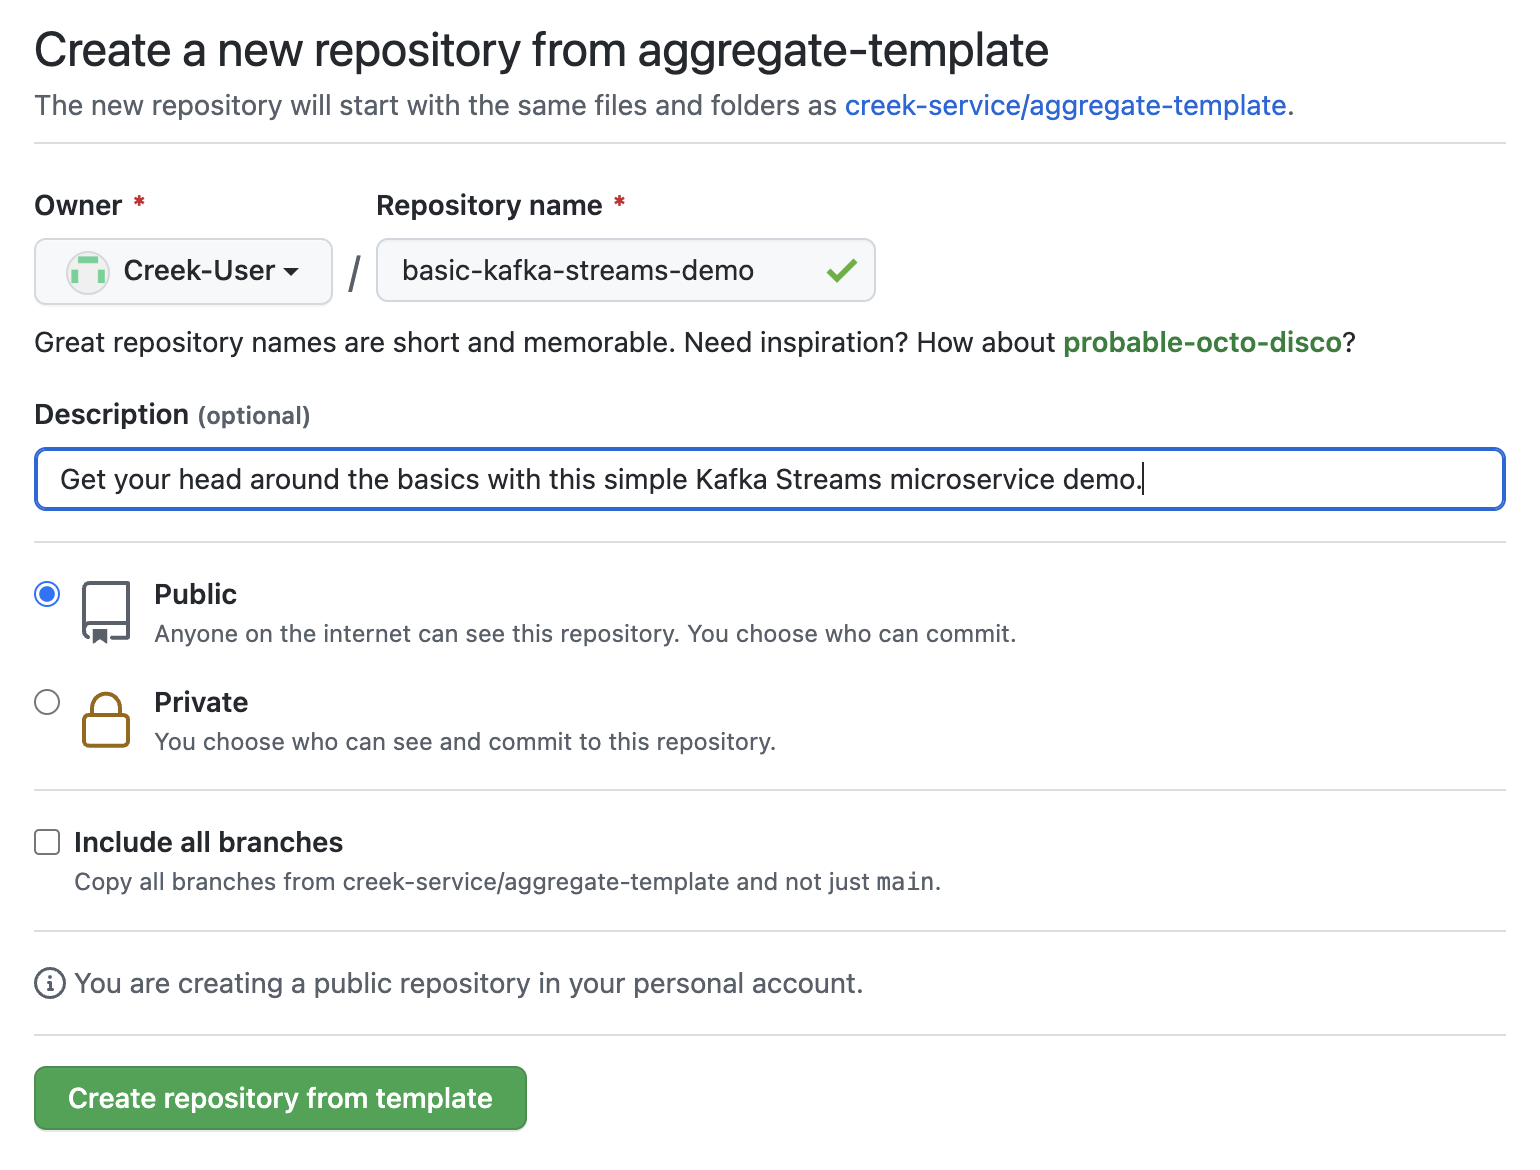 Create a new repository from aggregate-template
The new repository will start with the same files and folders as creek-service/aggregate-template.
Owner * Repository name *
Creek-User / basic-kafka-streams-demo
Great repository names are short and memorable. Need inspiration? How about probable-octo-disco?
Description (optional)
Get your head around the basics with this simple Kafka Streams microservice demo.
Public
Anyone on the internet can see this repository. You choose who can commit.
Private
You choose who can see and commit to this repository.
Include all branches
Copy all branches from creek-service/aggregate-template and not just main.
You are creating a public repository in your personal account.
Create repository from template